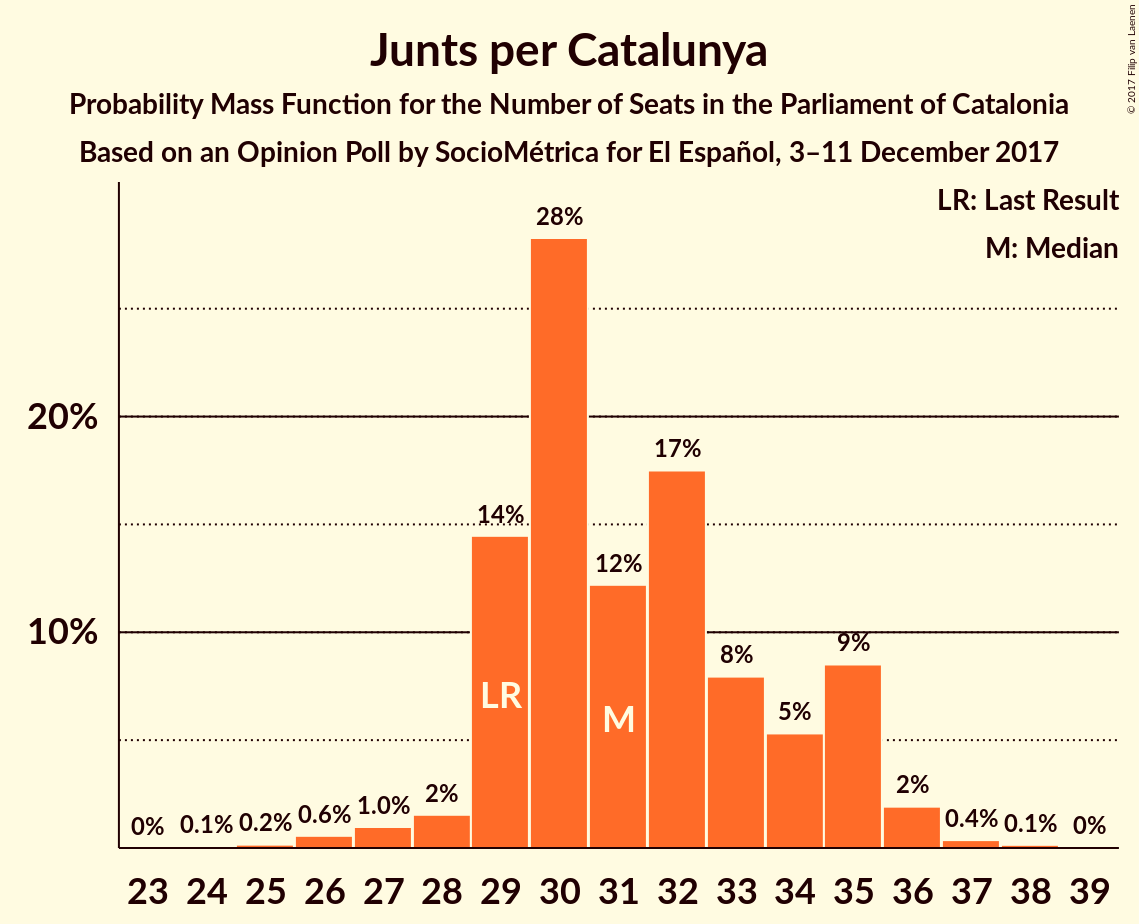 Junts per Catalunya
Probability Mass Function for the Number of Seats in the Parliament of Catalonia
Based on an Opinion Poll by SocioMétrica for El Español, 3–11 December 2017
© 2017 Filip van Laenen
LR: Last Result
M: Median
28%
20%
17%
14%
12%
10%
9%
8%
5%
LR
M
0% 0.1% 0.2% 0.6% 1.0% 2% 2% 0.4% 0.1% 0%
23 24 25 26 27 28 29 30 31 32 33 34 35 36 37 38 39